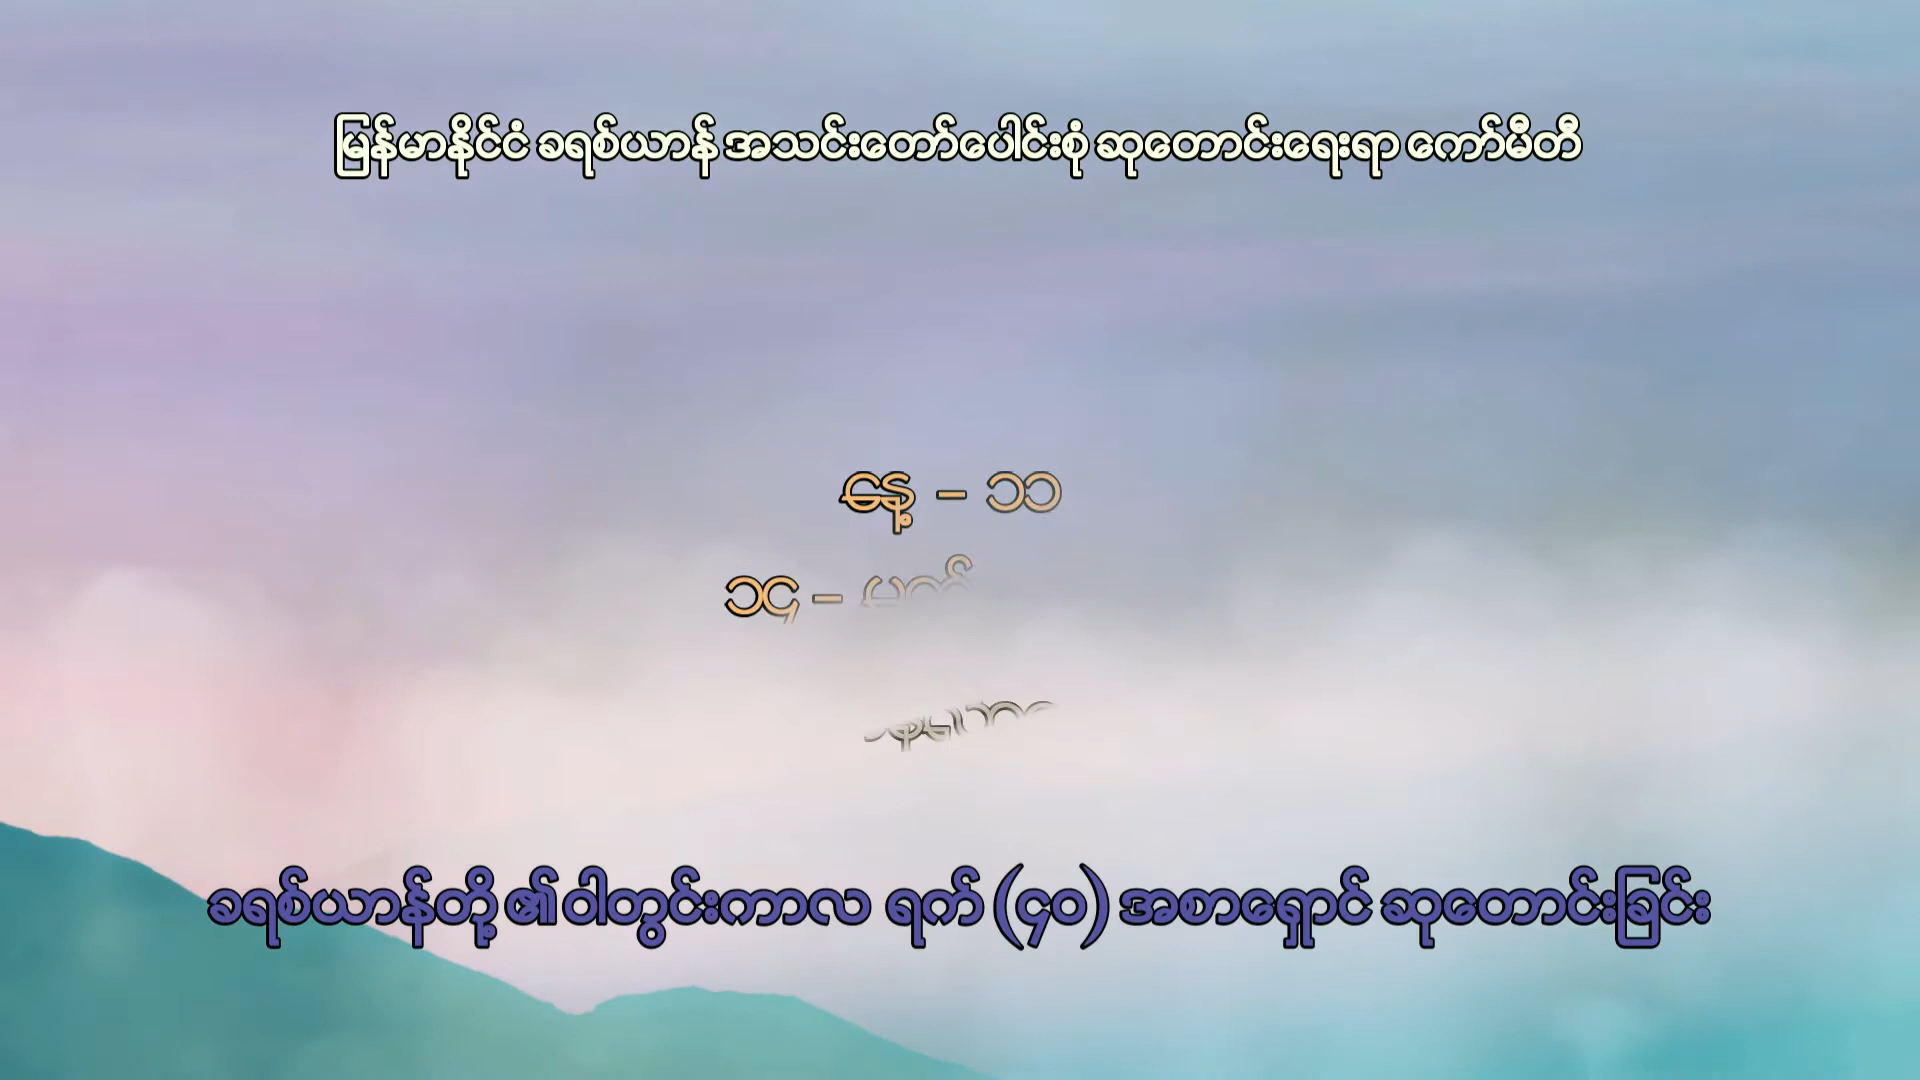 မြန်မာနိုင်ငံ ခရစ်ယာန် အသင်းတော်ပေါင်းစုံ ဆုတောင်းရေးရာ ကော်မီတီ
နေ့ – ၁၁
၁၄ –
ခရစ်ယာန်တို့ ၏ ဝါတွင်းကာလ ရက် (၄၀) အစာရှောင် ဆုတောင်းခြင်း